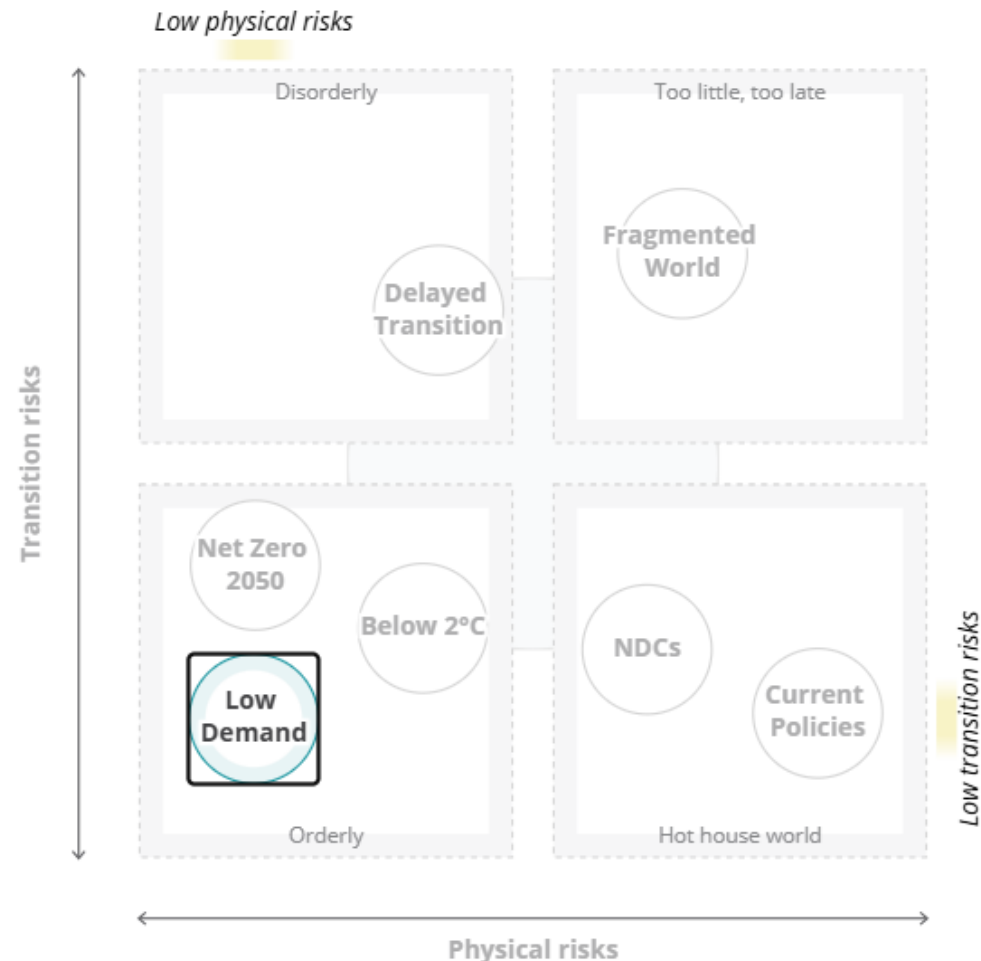 Low physical risks
Disorderly
Too little, too late
Fragmented
World
Delayed
Transition
Transition risks
Net Zero
2050
Below 2°C
NDCs
Low
Demand
Current
Policies
Low transition risks
Orderly
Hot house world
Physical risks